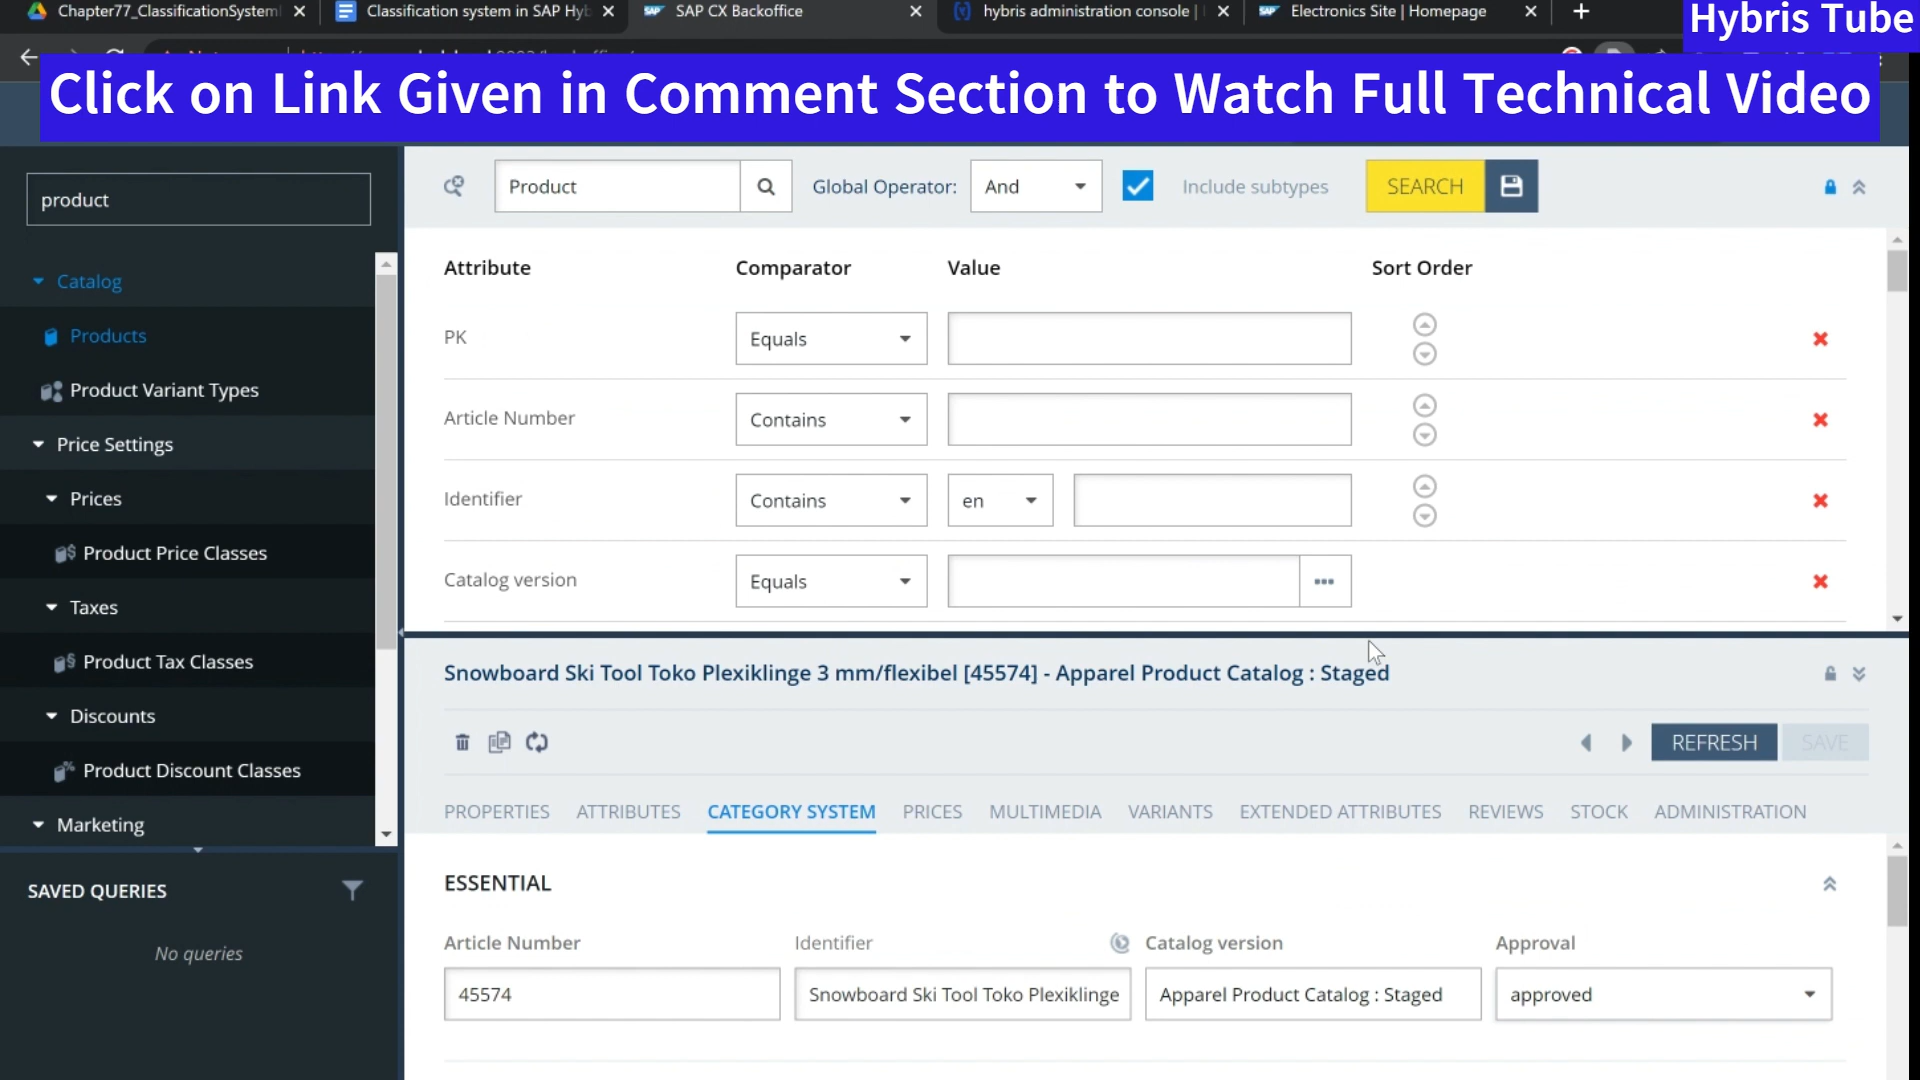 Chapter77_ClassificationSystem
Classification system in SAP Hyb
SAP CX Backoffice
hybris administration console |
Electronics Site | Homepage
Hybris Tube
Click on Link Given in Comment Section to Watch Full Technical Video
product
Product
Global Operator:
And
Include subtypes
SEARCH
Catalog
Products
Product Variant Types
Price Settings
Prices
Product Price Classes
Taxes
Product Tax Classes
Discounts
Product Discount Classes
Marketing
SAVED QUERIES
No queries
Attribute
Comparator
Value
Sort Order
PK
Equals
Article Number
Contains
Identifier
Contains
en
Catalog version
Equals
Snowboard Ski Tool Toko Plexiklinge 3 mm/flexibel [45574] - Apparel Product Catalog : Staged
REFRESH
SAVE
PROPERTIES
ATTRIBUTES
CATEGORY SYSTEM
PRICES
MULTIMEDIA
VARIANTS
EXTENDED ATTRIBUTES
REVIEWS
STOCK
ADMINISTRATION
ESSENTIAL
Article Number
Identifier
Catalog version
Approval
45574
Snowboard Ski Tool Toko Plexiklinge
Apparel Product Catalog : Staged
approved